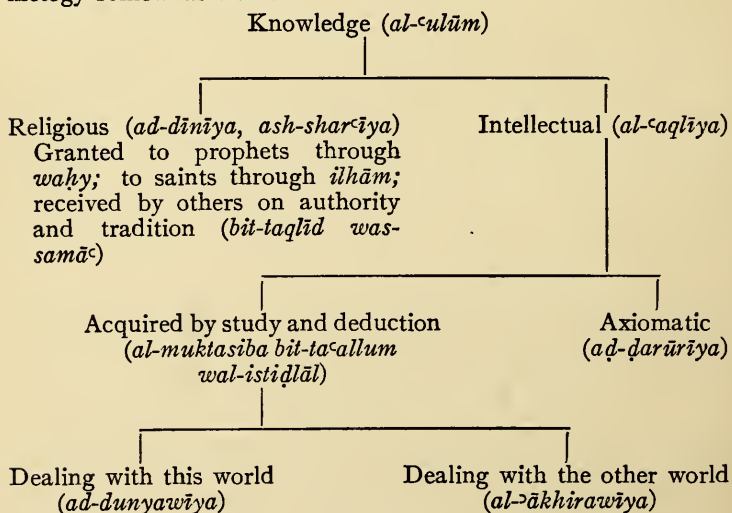 Knowledge (al-ʿulūm)
Religious (ad-dīnīya, ash-sharʿīya)
Granted to prophets through
waḥy; to saints through ilhām;
received by others on authority
and tradition (bit-taqlīd was-
samāʿ)
Intellectual (al-ʿaqlīya)
Acquired by study and deduction
(al-muktasiba bit-taʿallum
wal-istiḍlāl)
Axiomatic
(aḍ-ḍarūrīya)
Dealing with this world
(ad-dunyawīya)
Dealing with the other world
(al-ʾākhirawīya)